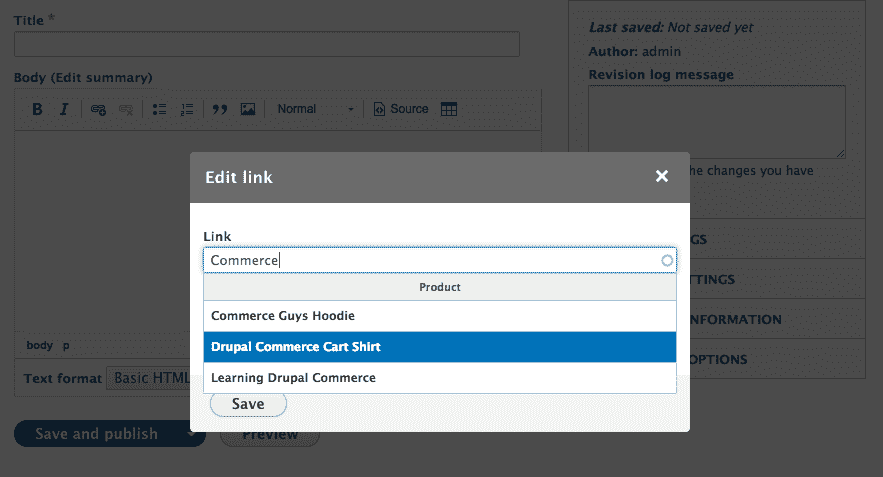 Title *
Last saved: Not saved yet
Author: admin
Revision log message
Body (Edit summary)
B I Normal Source
Edit link
he changes you have
Link
Commerce
GS
Product
TTINGS
Commerce Guys Hoodie
INFORMATION
Drupal Commerce Cart Shirt
body p
OPTIONS
Learning Drupal Commerce
Text format Basic HTML
Save
Save and publish
Preview